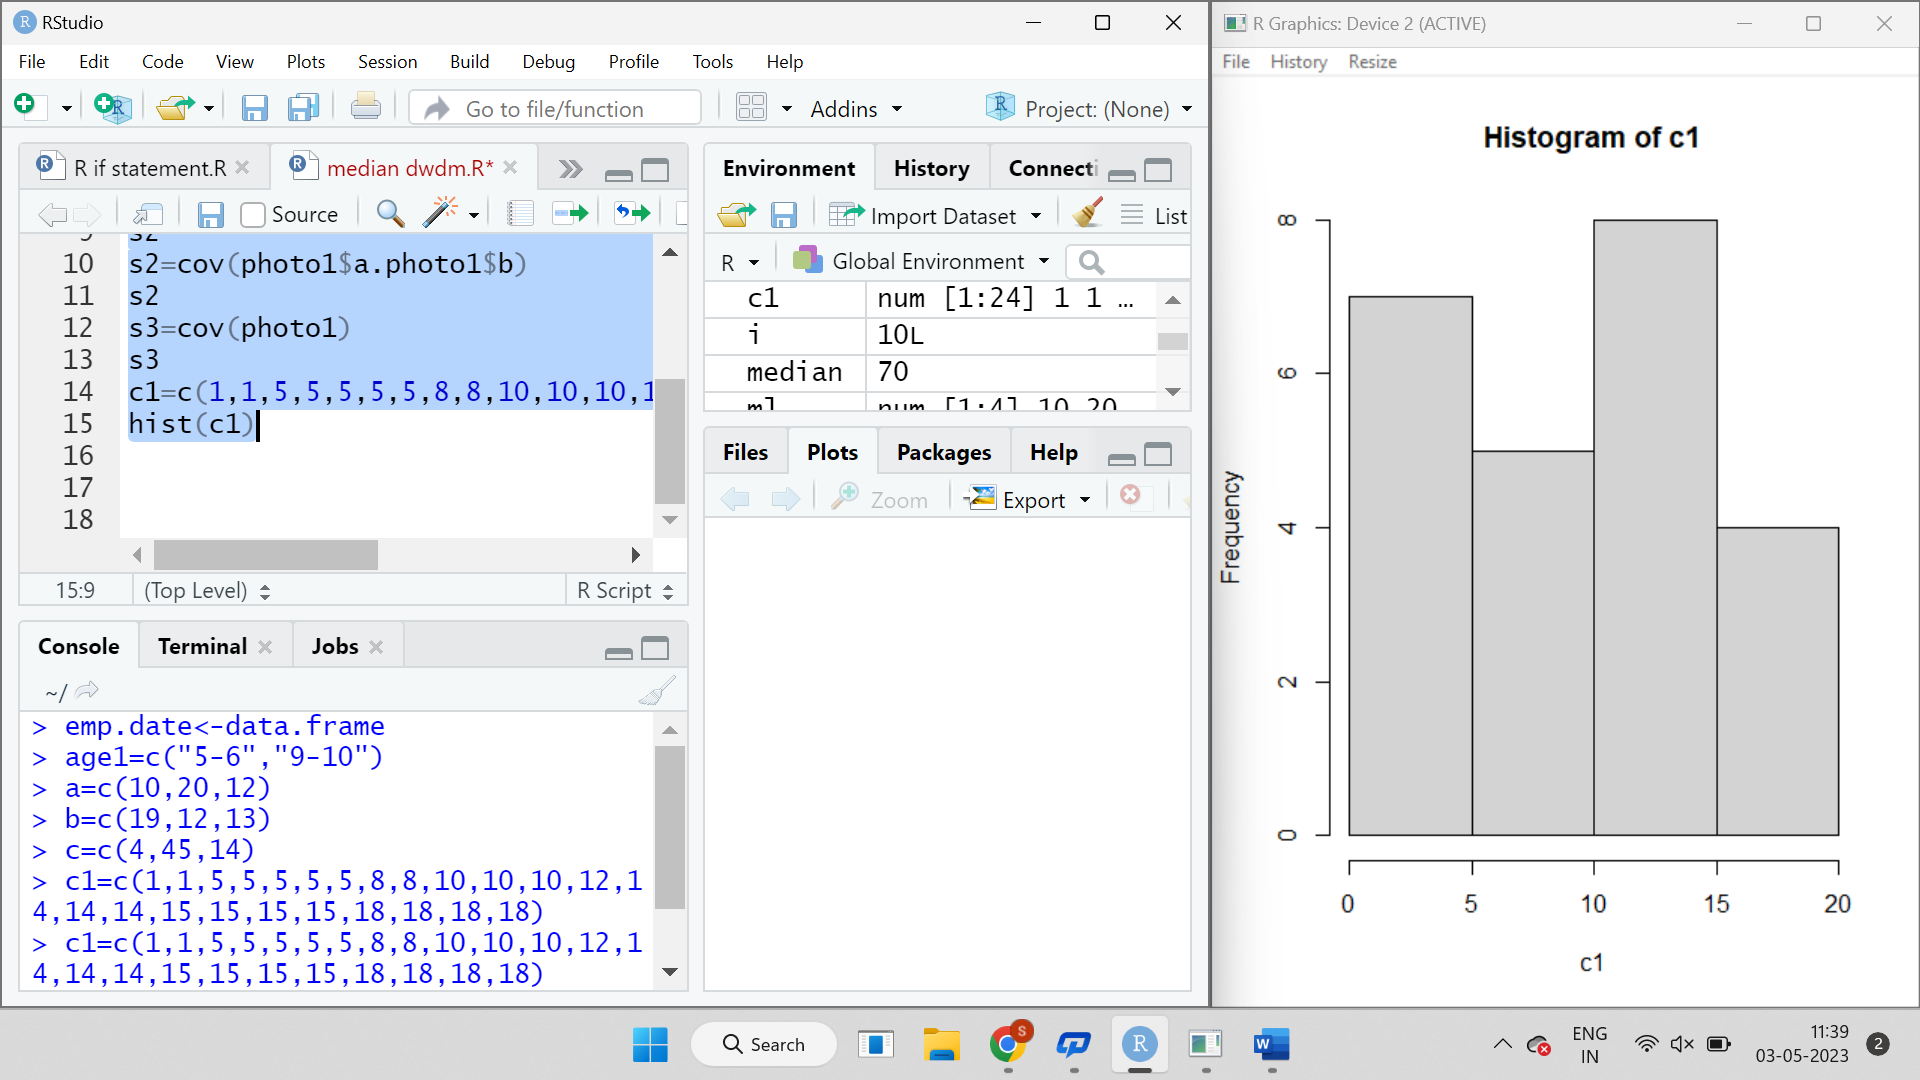 RStudio
File Edit Code View Plots Session Build Debug Profile Tools Help
Go to file/function
Addins
Project: (None)
R if statement.R
median dwdm.R*
Source
9 s2
10 s2=cov(photo1$a.photo1$b)
11 s2
12 s3=cov(photo1)
13 s3
14 c1=c(1,1,5,5,5,5,5,8,8,10,10,10,1
15 hist(c1)
16
17
18
15:9 (Top Level) R Script
Console Terminal Jobs
~/
> emp.date<-data.frame
> age1=c("5-6","9-10")
> a=c(10,20,12)
> b=c(19,12,13)
> c=c(4,45,14)
> c1=c(1,1,5,5,5,5,5,8,8,10,10,10,12,1
4,14,14,15,15,15,15,18,18,18,18)
> c1=c(1,1,5,5,5,5,5,8,8,10,10,10,12,1
4,14,14,15,15,15,15,18,18,18,18)
Environment History Connecti
Import Dataset List
R Global Environment
c1 num [1:24] 1 1 ...
i 10L
median 70
m1 num [1:4] 10 20
Files Plots Packages Help
Zoom Export
R Graphics: Device 2 (ACTIVE)
File History Resize
Histogram of c1
Frequency
8
6
4
2
0
0 5 10 15 20
c1
Search
S
R
W
ENG
IN
11:39
03-05-2023
2